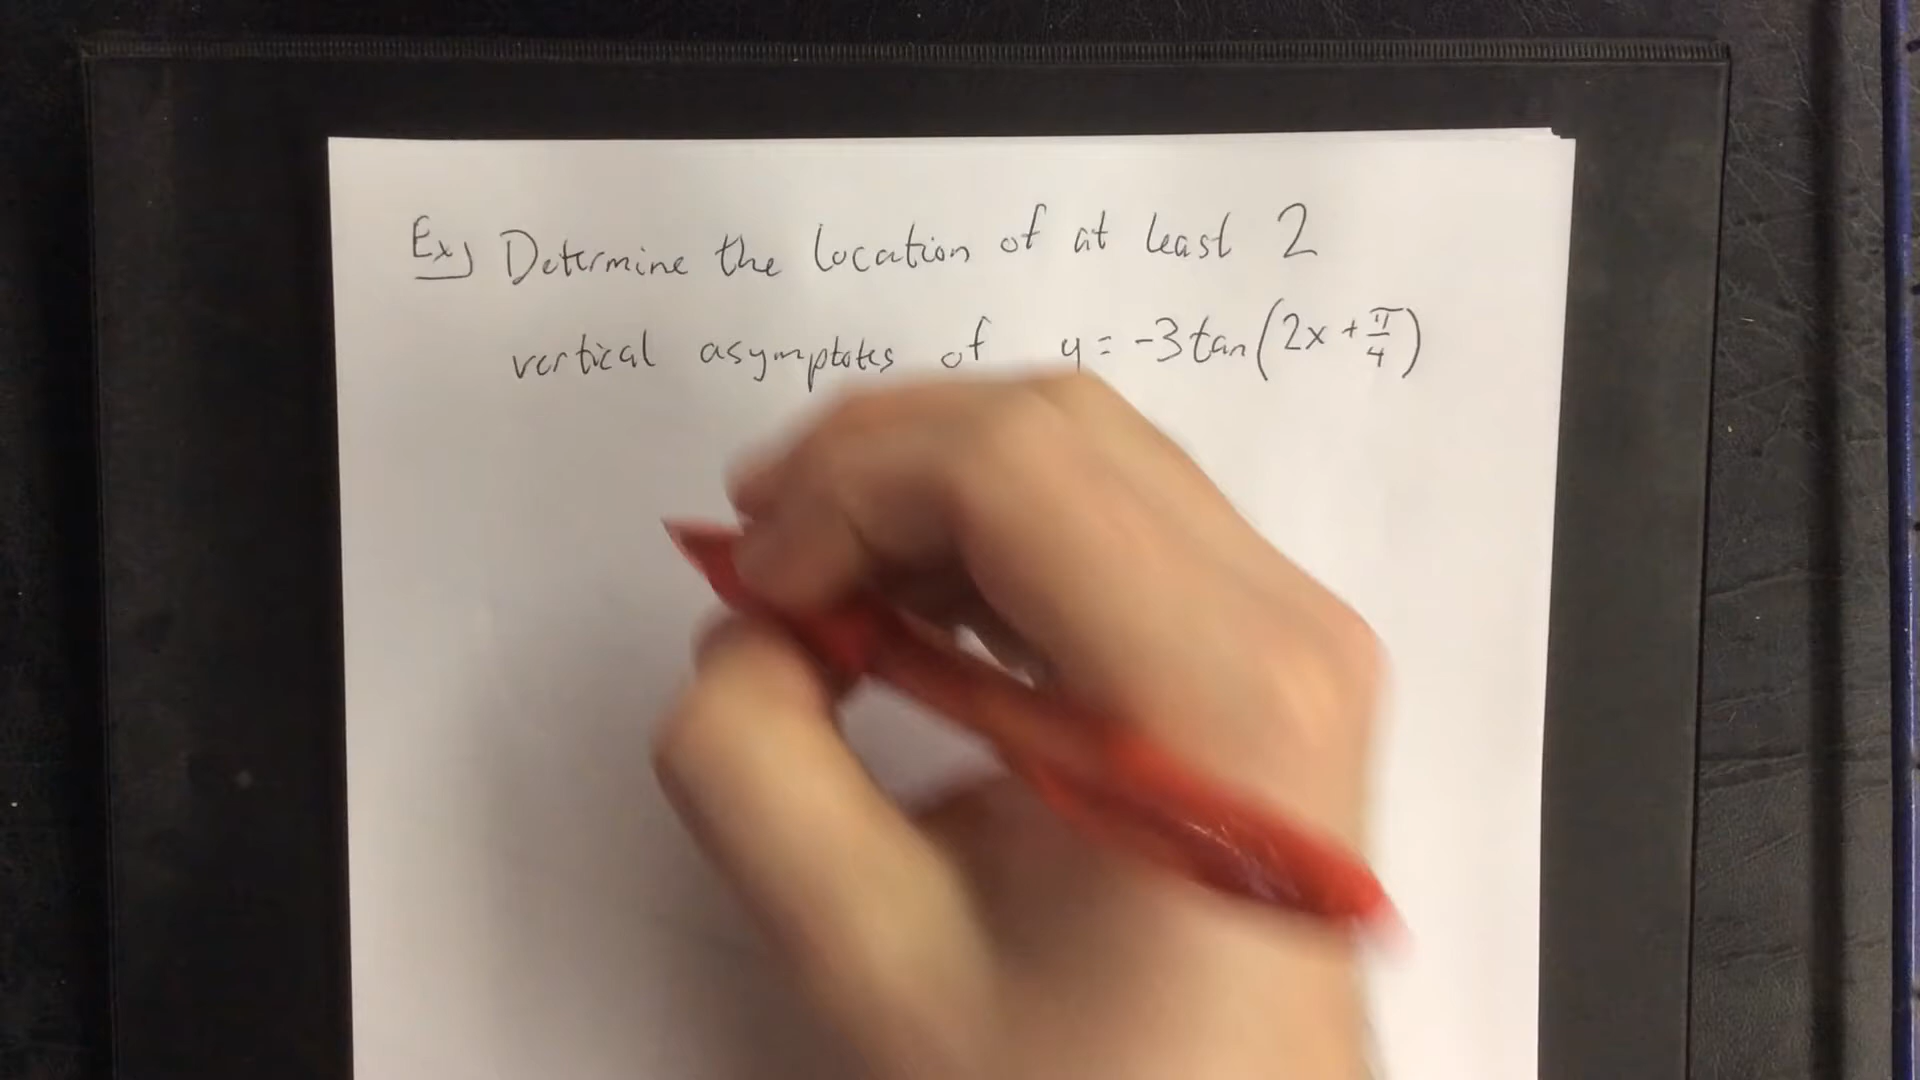 Ex) Determine the location of at least 2
vertical asymptotes of y = -3tan(2x + π/4)